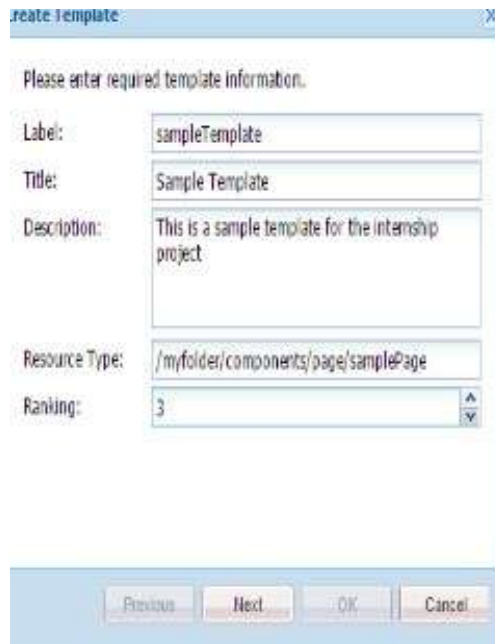 Create Template X
Please enter required template information.
Label: sampleTemplate
Title: Sample Template
Description: This is a sample template for the internship
project
Resource Type: /myfolder/components/page/samplePage
Ranking: 3
Previous Next OK Cancel